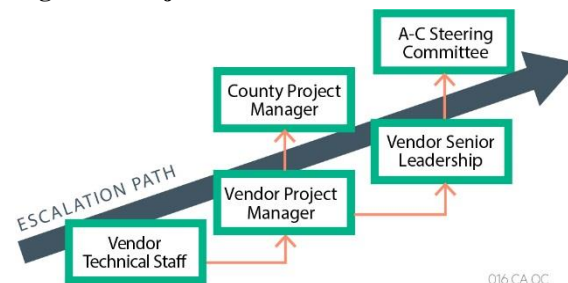 A-C Steering
Committee
County Project
Manager
Vendor Senior
Leadership
Vendor Project
Manager
ESCALATION PATH
Vendor
Technical Staff
016 CA OC